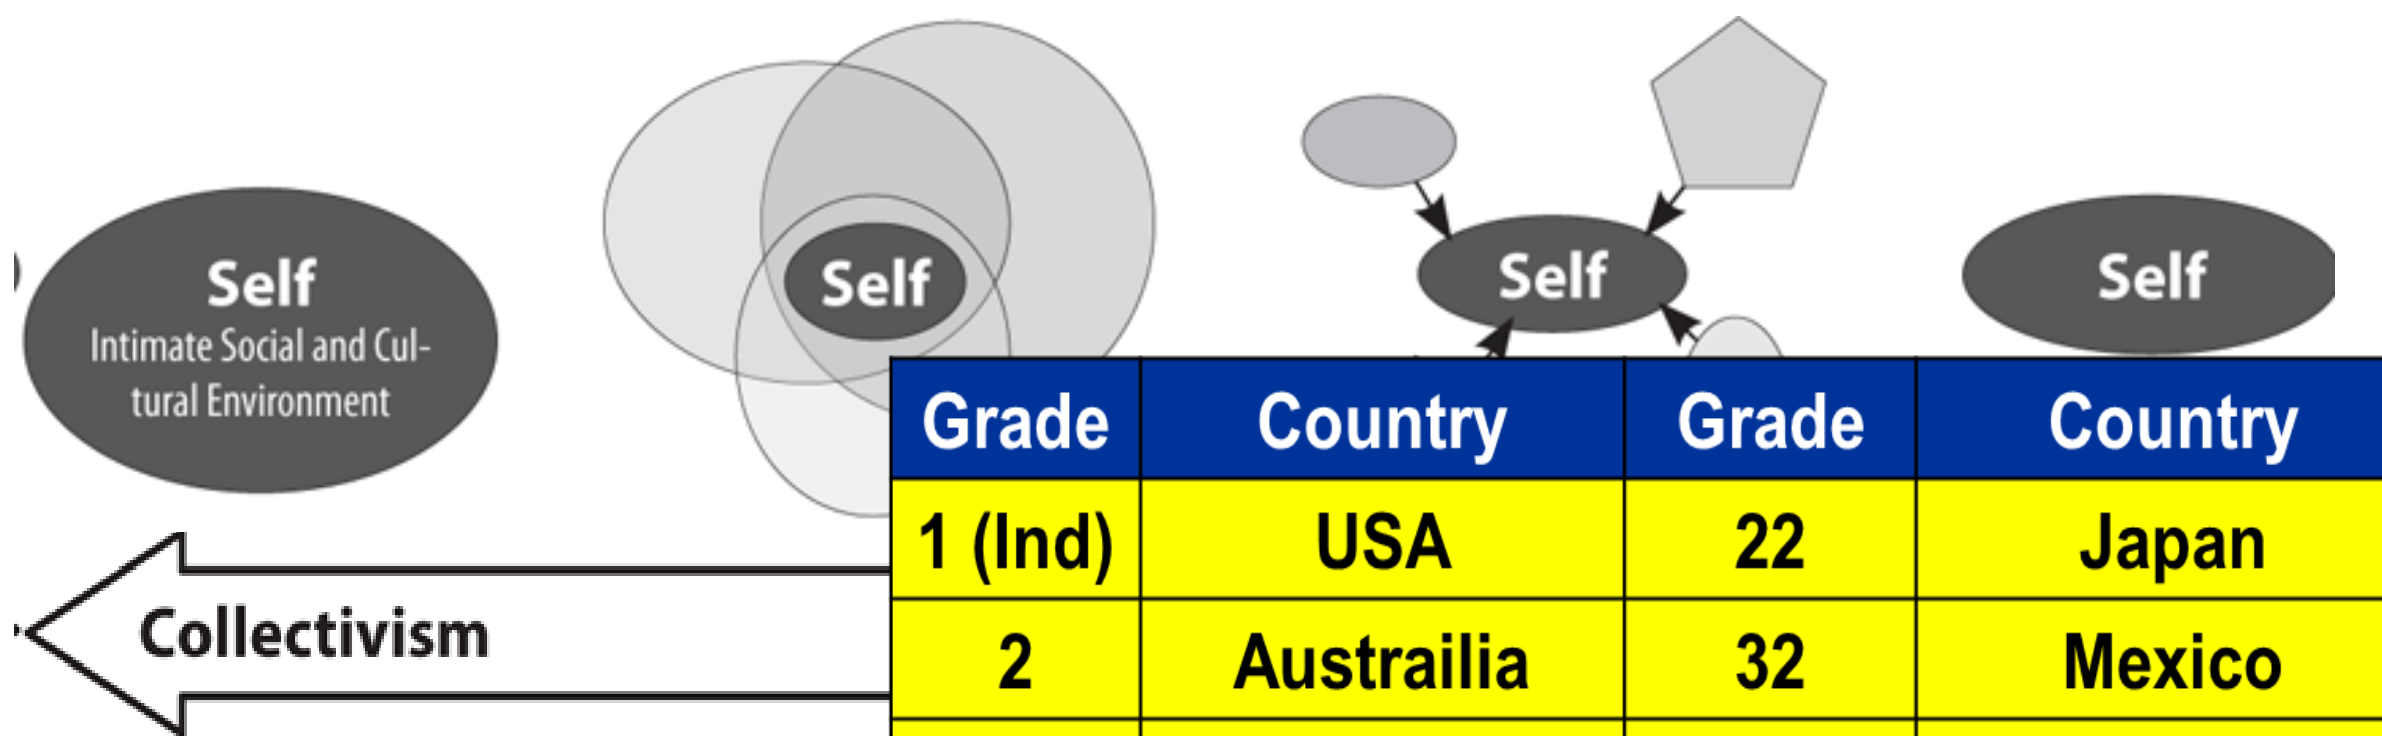 Self
Intimate Social and Cul-
tural Environment
Self
Self
Self
Collectivism
Grade Country Grade Country
1 (Ind) USA 22 Japan
2 Austrailia 32 Mexico